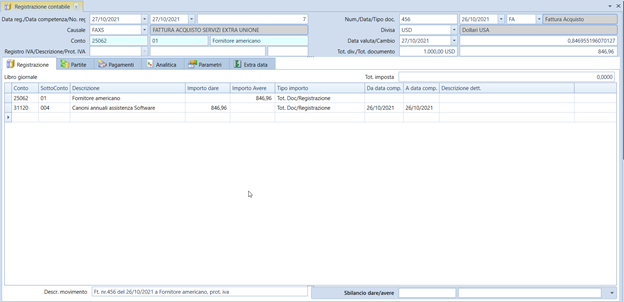 Registrazione contabile
Data reg./Data competenza/No. reg. 27/10/2021 27/10/2021 7 Num./Data/Tipo doc. 456 26/10/2021 FA Fattura Acquisto
Causale FAXS FATTURA ACQUISTO SERVIZI EXTRA UNIONE Divisa USD Dollari USA
Conto 25062 01 Fornitore americano Data valuta/Cambio 27/10/2021 0,846955196070127
Registro IVA/Descrizione/Prot. IVA Tot. div./Tot. documento 1.000,00 USD 846,96
Registrazione Partite Pagamenti Analitica Parametri Extra data
Libro giornale Tot. imposta 0,0000
Conto SottoConto Descrizione Importo dare Importo Avere Tipo importo Da data comp. A data comp. Descrizione dett.
25062 01 Fornitore americano 846,96 Tot. Doc/Registrazione
31120 004 Canoni annuali assistenza Software 846,96 Tot. Doc/Registrazione 26/10/2021 26/10/2021
Descr. movimento Ft. nr.456 del 26/10/2021 a Fornitore americano, prot. iva Sbilancio dare/avere